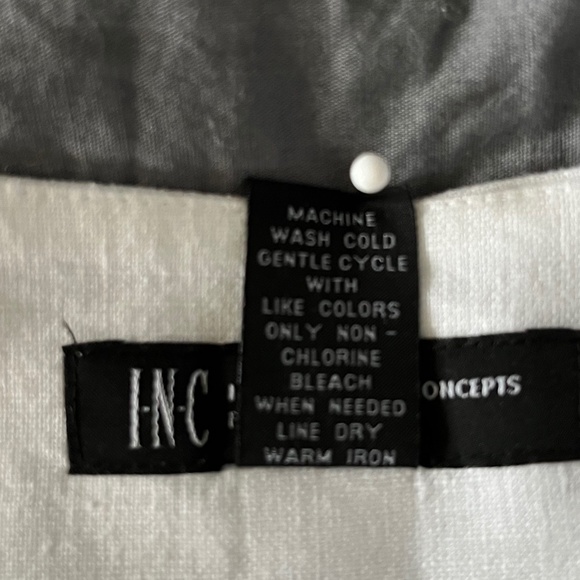 MACHINE
WASH COLD
GENTLE CYCLE
WITH
LIKE COLORS
ONLY NON-
CHLORINE
BLEACH
WHEN NEEDED
LINE DRY
WARM IRON
I·N·C
ONCEPTS